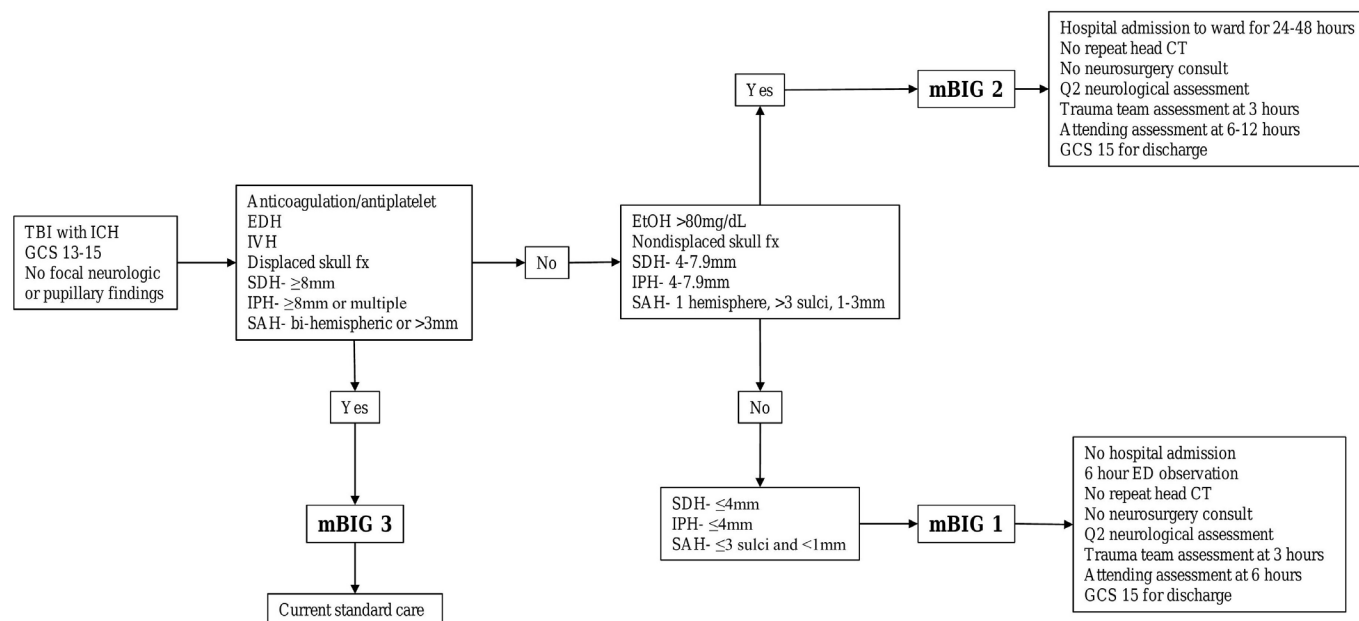 TBI with ICH
GCS 13-15
No focal neurologic
or pupillary findings
Anticoagulation/antiplatelet
EDH
IVH
Displaced skull fx
SDH- ≥8mm
IPH- ≥8mm or multiple
SAH- bi-hemispheric or >3mm
Yes
mBIG 3
Current standard care
No
EtOH >80mg/dL
Nondisplaced skull fx
SDH- 4-7.9mm
IPH- 4-7.9mm
SAH- 1 hemisphere, >3 sulci, 1-3mm
Yes
mBIG 2
Hospital admission to ward for 24-48 hours
No repeat head CT
No neurosurgery consult
Q2 neurological assessment
Trauma team assessment at 3 hours
Attending assessment at 6-12 hours
GCS 15 for discharge
No
SDH- ≤4mm
IPH- ≤4mm
SAH- ≤3 sulci and <1mm
mBIG 1
No hospital admission
6 hour ED observation
No repeat head CT
No neurosurgery consult
Q2 neurological assessment
Trauma team assessment at 3 hours
Attending assessment at 6 hours
GCS 15 for discharge